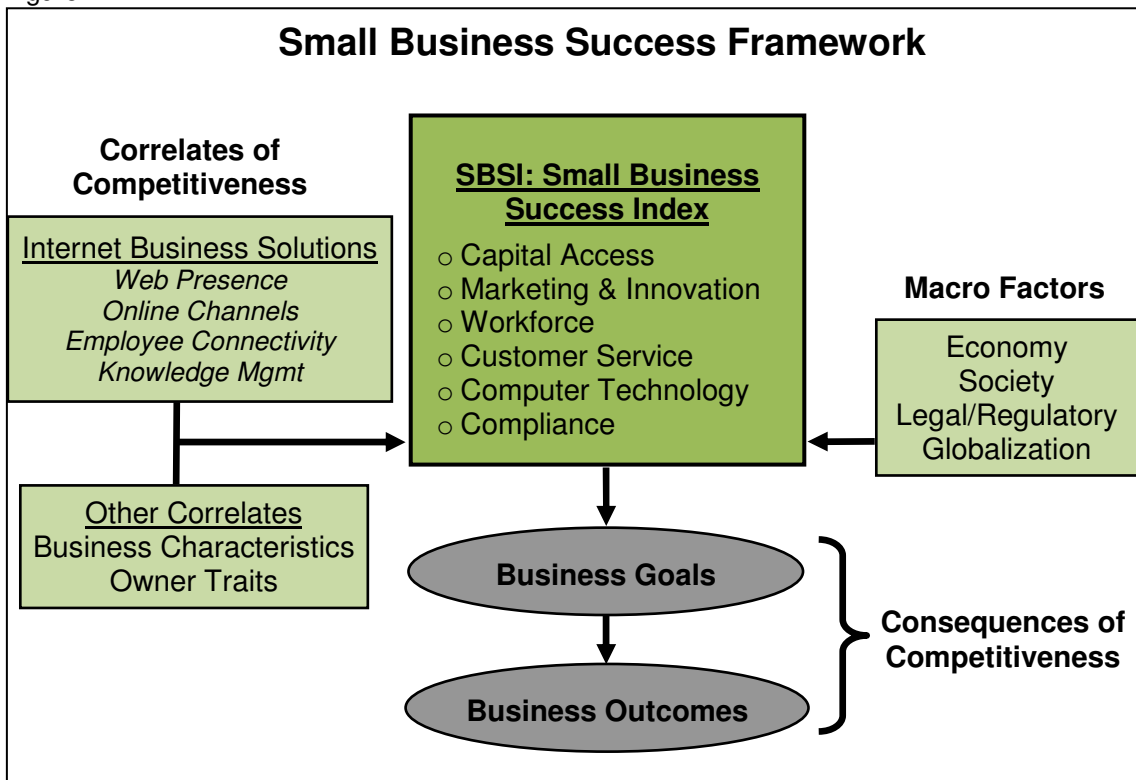 Small Business Success Framework
Correlates of
Competitiveness
Internet Business Solutions
Web Presence
Online Channels
Employee Connectivity
Knowledge Mgmt
Other Correlates
Business Characteristics
Owner Traits
SBSI: Small Business
Success Index
o Capital Access
o Marketing & Innovation
o Workforce
o Customer Service
o Computer Technology
o Compliance
Macro Factors
Economy
Society
Legal/Regulatory
Globalization
Business Goals
Business Outcomes
Consequences of
Competitiveness